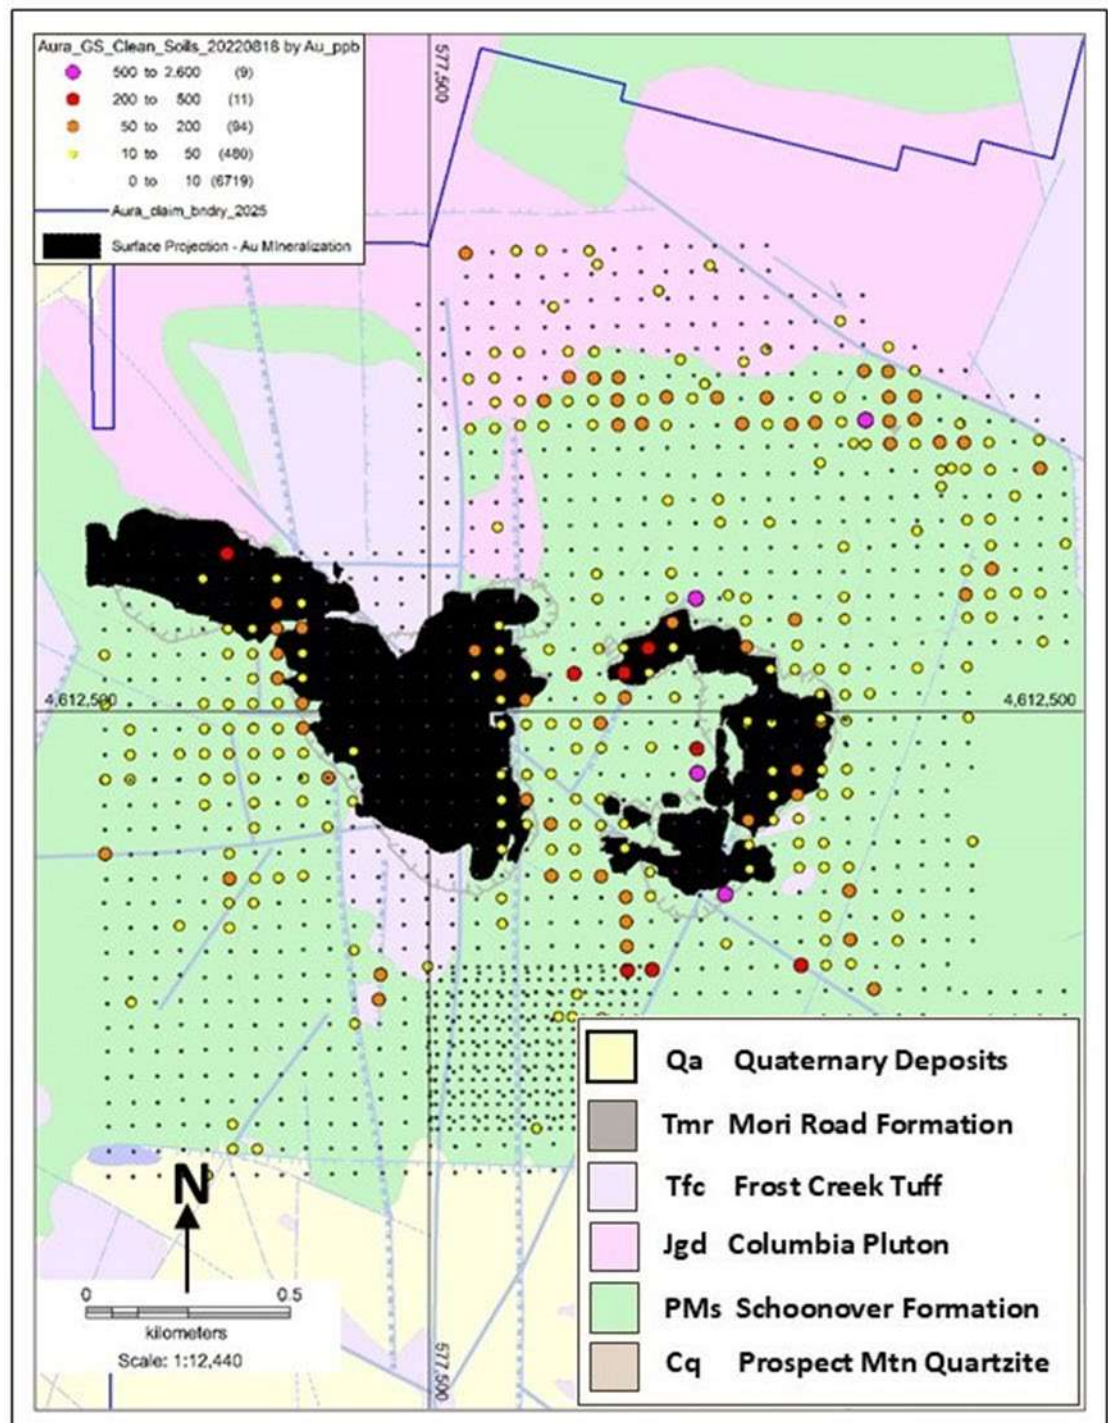 Aura_GS_Clean_Soils_20220818 by Au_ppb
500 to 2.600 (9)
200 to 500 (11)
50 to 200 (94)
10 to 50 (480)
0 to 10 (6719)
Aura_claim_bndry_2025
Surface Projection - Au MIneralization
577,500
4,612,500
4,612,500
577,500
N
0 0.5
kilometers
Scale: 1:12,440
Qa Quaternary Deposits
Tmr Mori Road Formation
Tfc Frost Creek Tuff
Jgd Columbia Pluton
PMs Schoonover Formation
Cq Prospect Mtn Quartzite